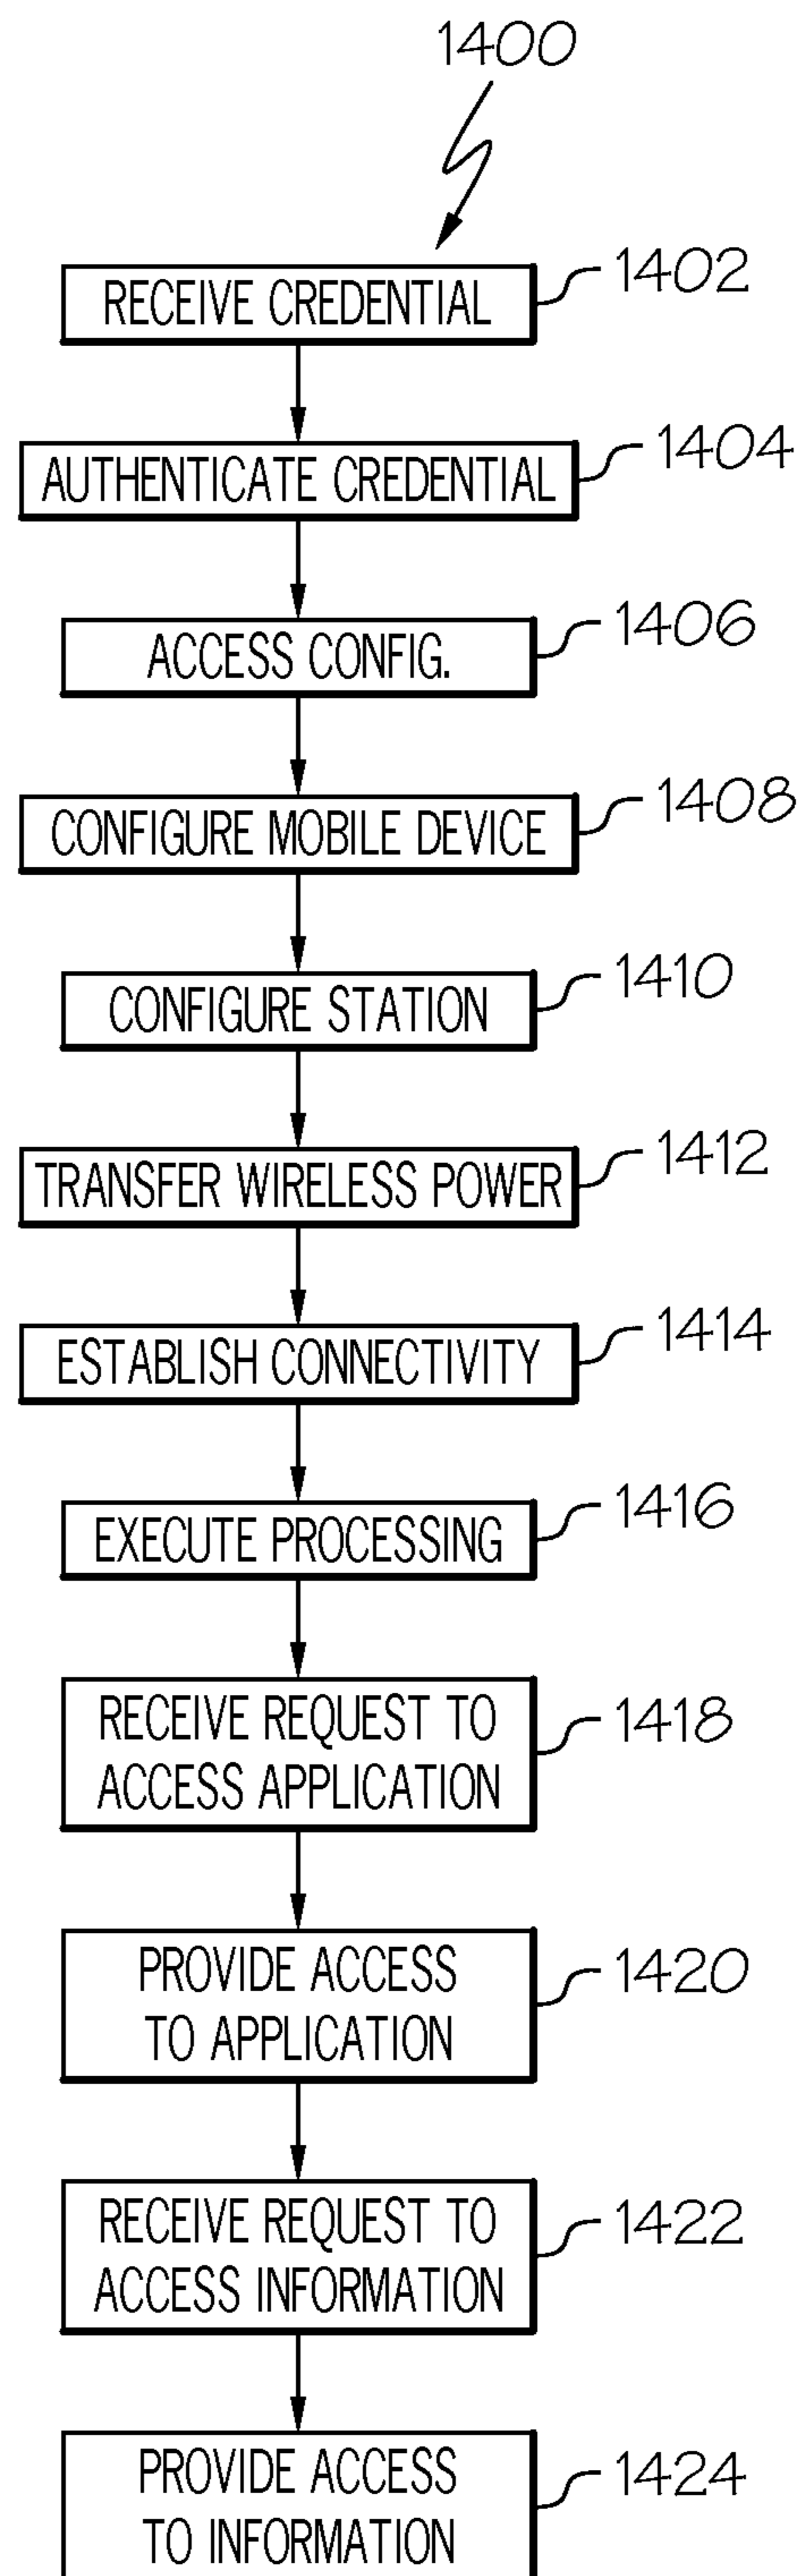 1400
RECEIVE CREDENTIAL
1402
AUTHENTICATE CREDENTIAL
1404
ACCESS CONFIG.
1406
CONFIGURE MOBILE DEVICE
1408
CONFIGURE STATION
1410
TRANSFER WIRELESS POWER
1412
ESTABLISH CONNECTIVITY
1414
EXECUTE PROCESSING
1416
RECEIVE REQUEST TO
ACCESS APPLICATION
1418
PROVIDE ACCESS
TO APPLICATION
1420
RECEIVE REQUEST TO
ACCESS INFORMATION
1422
PROVIDE ACCESS
TO INFORMATION
1424